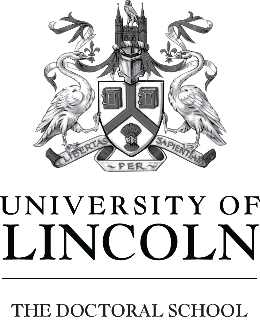 LIBERTAS PER SAPIENTIAM
UNIVERSITY OF
LINCOLN
THE DOCTORAL SCHOOL